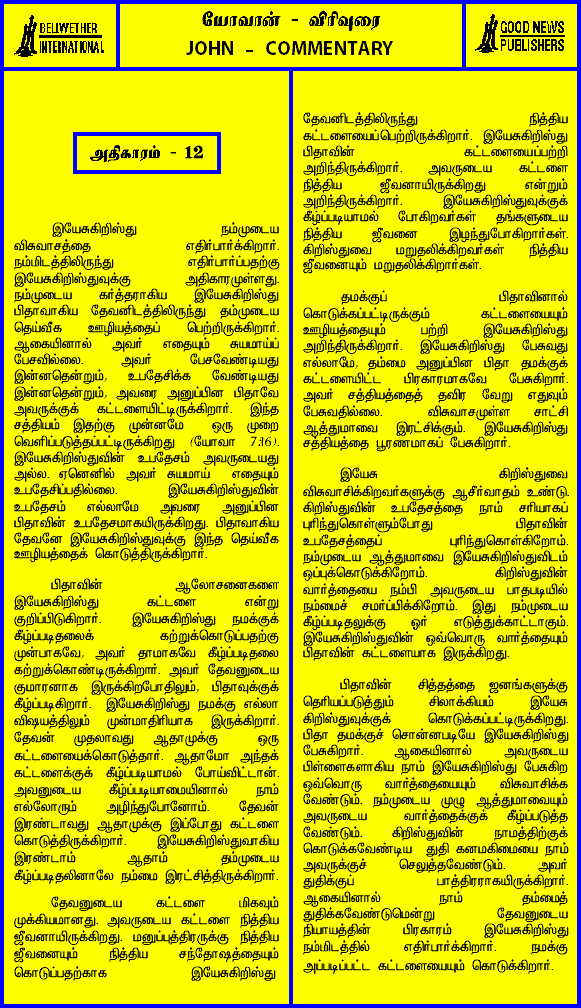 BELWETHER
INTERNATIONAL
யோவான் - விரிவுரை
JOHN - COMMENTARY
GOOD NEWS
PUBLISHERS
அதிகாரம் - 12
இயேசுகிறிஸ்து நம்முடைய
விசுவாசத்தை எதிர்பார்க்கிறார்.
நம்மிடத்திலிருந்து எதிர்பார்ப்பதற்கு
இயேசுகிறிஸ்துவுக்கு அதிகாரமுள்ளது.
நம்முடைய கர்த்தராகிய இயேசுகிறிஸ்து
பிதாவாகிய தேவனிடத்திலிருந்து தம்முடைய
தெய்வீக ஊழியத்தைப் பெற்றிருக்கிறார்.
ஆகையினால் அவர் எதையும் சுயமாய்ப்
பேசவில்லை. அவர் பேசவேண்டியது
இன்னதென்றும், உபதேசிக்க வேண்டியது
இன்னதென்றும், அவரை அனுப்பின பிதாவே
அவருக்குக் கட்டளையிட்டிருக்கிறார். இந்த
சத்தியம் இதற்கு முன்னமே ஒரு முறை
வெளிப்படுத்தப்பட்டிருக்கிறது (யோவா 7:16).
இயேசுகிறிஸ்துவின் உபதேசம் அவருடையது
அல்ல. ஏனெனில் அவர் சுயமாய் எதையும்
உபதேசிப்பதில்லை. இயேசுகிறிஸ்துவின்
உபதேசம் எல்லாமே அவரை அனுப்பின
பிதாவின் உபதேசமாகயிருக்கிறது. பிதாவாகிய
தேவனே இயேசுகிறிஸ்துவுக்கு இந்த தெய்வீக
ஊழியத்தைக் கொடுத்திருக்கிறார்.
பிதாவின் ஆலோசனைகளை
இயேசுகிறிஸ்து கட்டளை என்று
குறிப்பிடுகிறார். இயேசுகிறிஸ்து நமக்குக்
கீழ்ப்படிதலைக் கற்றுக்கொடுப்பதற்கு
முன்பாகவே, அவர் தாமாகவே கீழ்ப்படிதலை
கற்றுக்கொண்டிருக்கிறார். அவர் தேவனுடைய
குமாரனாக இருக்கிறபோதிலும், பிதாவுக்குக்
கீழ்ப்படிகிறார். இயேசுகிறிஸ்து நமக்கு எல்லா
விஷயத்திலும் முன்மாதிரியாக இருக்கிறார்.
தேவன் முதலாவது ஆதாமுக்கு ஒரு
கட்டளையைக்கொடுத்தார். ஆதாமோ அந்தக்
கட்டளைக்குக் கீழ்ப்படியாமல் போய்விட்டான்.
அவனுடைய கீழ்ப்படியாமையினால் நாம்
எல்லோரும் அழிந்துபோனோம். தேவன்
இரண்டாவது ஆதாமுக்கு இப்போது கட்டளை
கொடுத்திருக்கிறார். இயேசுகிறிஸ்துவாகிய
இரண்டாம் ஆதாம் தம்முடைய
கீழ்ப்படிதலினாலே நம்மை இரட்சித்திருக்கிறார்.
தேவனுடைய கட்டளை மிகவும்
முக்கியமானது. அவருடைய கட்டளை நித்திய
ஜீவனாயிருக்கிறது. மனுப்புத்திரருக்கு நித்திய
ஜீவனையும் நித்திய சந்தோஷத்தையும்
கொடுப்பதற்காக இயேசுகிறிஸ்து
தேவனிடத்திலிருந்து நித்திய
கட்டளையைப்பெற்றிருக்கிறார். இயேசுகிறிஸ்து
பிதாவின் கட்டளையைப்பற்றி
அறிந்திருக்கிறார். அவருடைய கட்டளை
நித்திய ஜீவனாயிருக்கிறது என்றும்
அறிந்திருக்கிறார். இயேசுகிறிஸ்துவுக்குக்
கீழ்ப்படியாமல் போகிறவர்கள் தங்களுடைய
நித்திய ஜீவனை இழந்துபோகிறார்கள்.
கிறிஸ்துவை மறுதலிக்கிறவர்கள் நித்திய
ஜீவனையும் மறுதலிக்கிறார்கள்.
தமக்குப் பிதாவினால்
கொடுக்கப்பட்டிருக்கும் கட்டளையையும்
ஊழியத்தையும் பற்றி இயேசுகிறிஸ்து
அறிந்திருக்கிறார். இயேசுகிறிஸ்து பேசுவது
எல்லாமே, தம்மை அனுப்பின பிதா தமக்குக்
கட்டளையிட்ட பிரகாரமாகவே பேசுகிறார்.
அவர் சத்தியத்தைத் தவிர வேறு எதுவும்
பேசுவதில்லை. விசுவாசமுள்ள சாட்சி
ஆத்துமாவை இரட்சிக்கும். இயேசுகிறிஸ்து
சத்தியத்தை பூரணமாகப் பேசுகிறார்.
இயேசு கிறிஸ்துவை
விசுவாசிக்கிறவர்களுக்கு ஆசீர்வாதம் உண்டு.
கிறிஸ்துவின் உபதேசத்தை நாம் சரியாகப்
புரிந்துகொள்ளும்போது பிதாவின்
உபதேசத்தைப் புரிந்துகொள்கிறோம்.
நம்முடைய ஆத்துமாவை இயேசுகிறிஸ்துவிடம்
ஒப்புக்கொடுக்கிறோம். கிறிஸ்துவின்
வார்த்தையை நம்பி அவருடைய பாதபடியில்
நம்மைச் சமர்ப்பிக்கிறோம். இது நம்முடைய
கீழ்ப்படிதலுக்கு ஓர் எடுத்துக்காட்டாகும்.
இயேசுகிறிஸ்துவின் ஒவ்வொரு வார்த்தையும்
பிதாவின் கட்டளையாக இருக்கிறது.
பிதாவின் சித்தத்தை ஜனங்களுக்கு
தெரியப்படுத்தும் சிலாக்கியம் இயேசு
கிறிஸ்துவுக்குக் கொடுக்கப்பட்டிருக்கிறது.
பிதா தமக்குச் சொன்னபடியே இயேசுகிறிஸ்து
பேசுகிறார். ஆகையினால் அவருடைய
பிள்ளைகளாகிய நாம் இயேசுகிறிஸ்து பேசுகிற
ஒவ்வொரு வார்த்தையையும் விசுவாசிக்க
வேண்டும். நம்முடைய முழு ஆத்துமாவையும்
அவருடைய வார்த்தைக்குக் கீழ்ப்படுத்த
வேண்டும். கிறிஸ்துவின் நாமத்திற்குக்
கொடுக்கவேண்டிய துதி கனமகிமையை நாம்
அவருக்குச் செலுத்தவேண்டும். அவர்
துதிக்குப் பாத்திரராகயிருக்கிறார்.
ஆகையினால் நாம் தம்மைத்
துதிக்கவேண்டுமென்று தேவனுடைய
நியாயத்தின் பிரகாரம் இயேசுகிறிஸ்து
நம்மிடத்தில் எதிர்பார்க்கிறார். நமக்கு
அப்படிப்பட்ட கட்டளையையும் கொடுக்கிறார்.